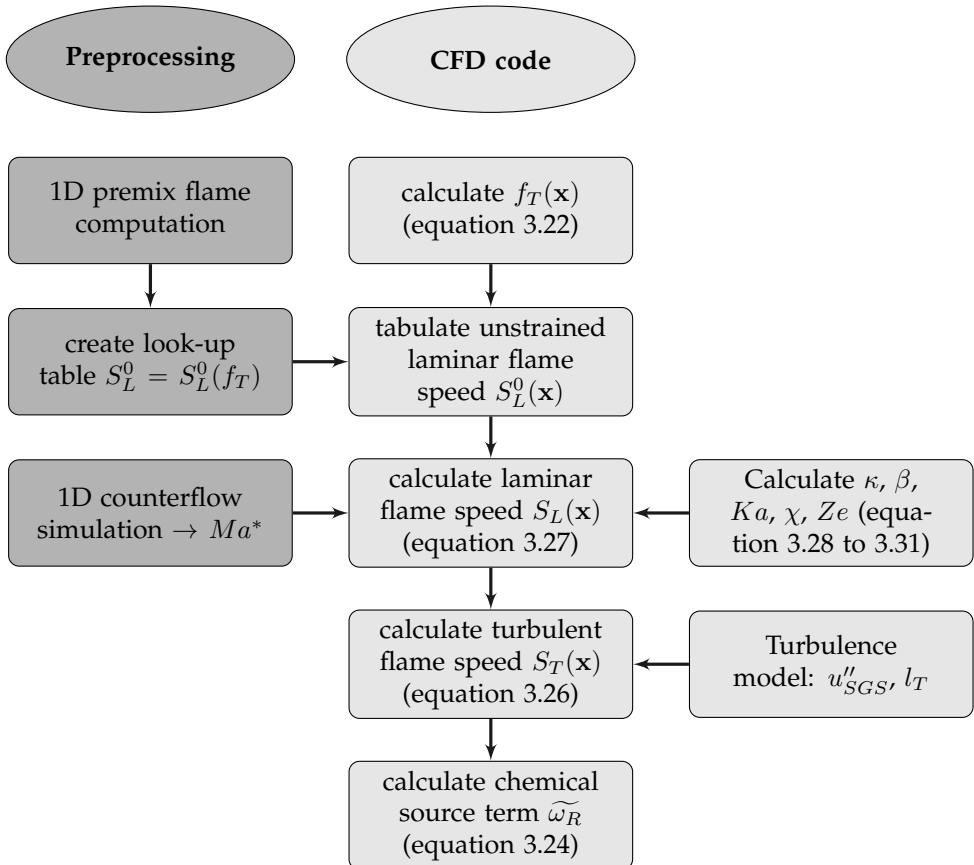 Preprocessing
CFD code
1D premix flame
computation
calculate f_T(x)
(equation 3.22)
create look-up
table S_L^0 = S_L^0(f_T)
tabulate unstrained
laminar flame
speed S_L^0(x)
1D counterflow
simulation → Ma*
calculate laminar
flame speed S_L(x)
(equation 3.27)
Calculate κ, β,
Ka, χ, Ze (equa-
tion 3.28 to 3.31)
calculate turbulent
flame speed S_T(x)
(equation 3.26)
Turbulence
model: u''_{SGS}, l_T
calculate chemical
source term \widetilde{ω_R}
(equation 3.24)